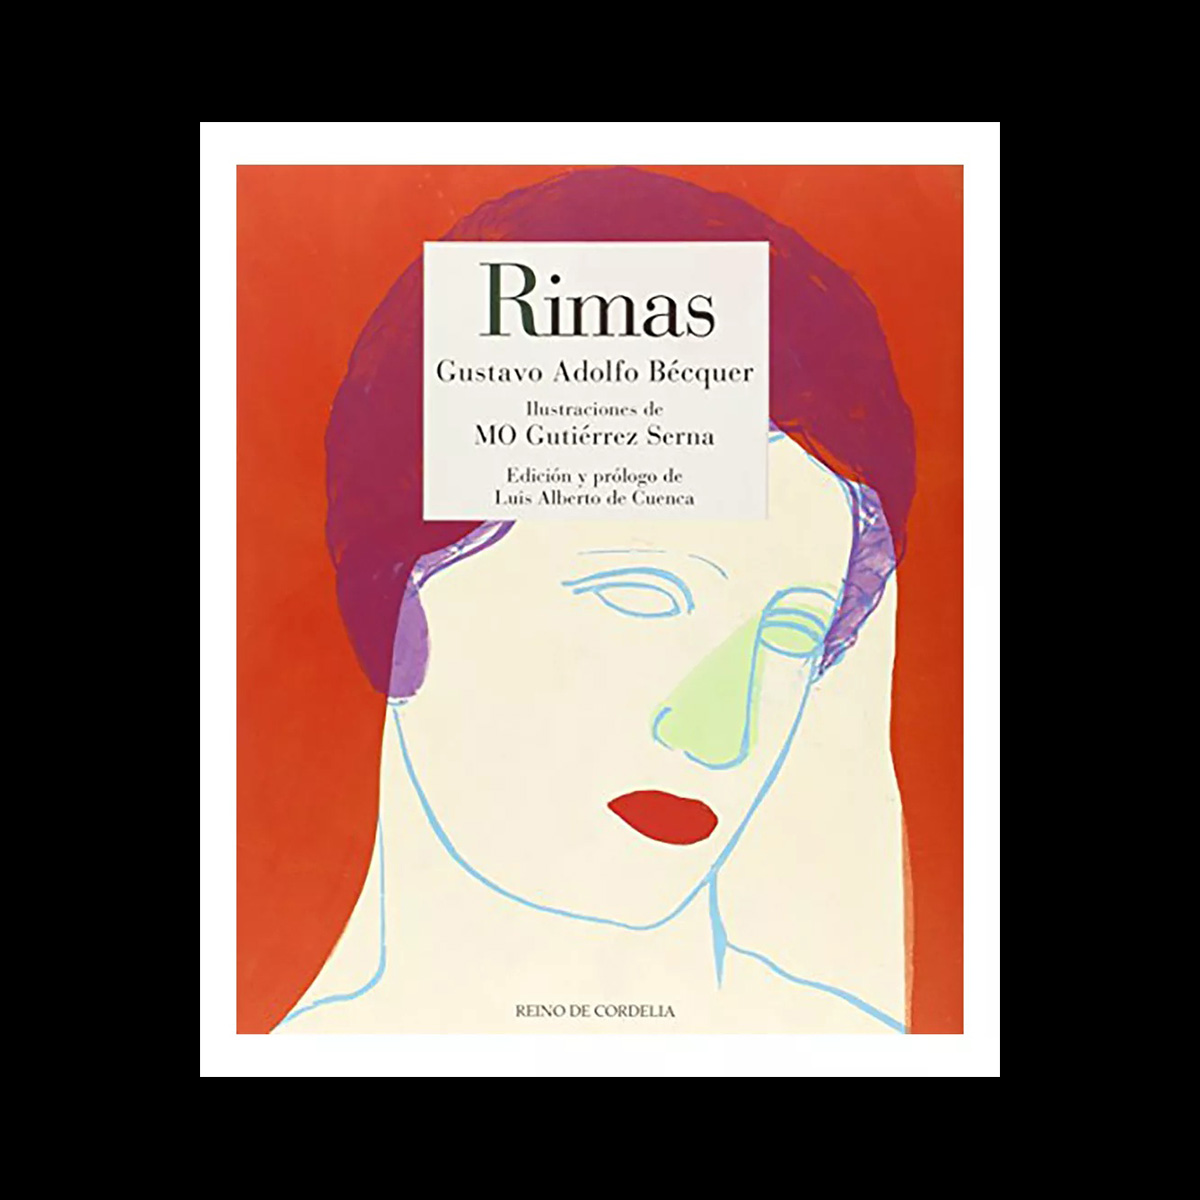 Rimas
Gustavo Adolfo Bécquer
Ilustraciones de
MO Gutiérrez Serna
Edición y prólogo de
Luis Alberto de Cuenca
REINO DE CORDELIA